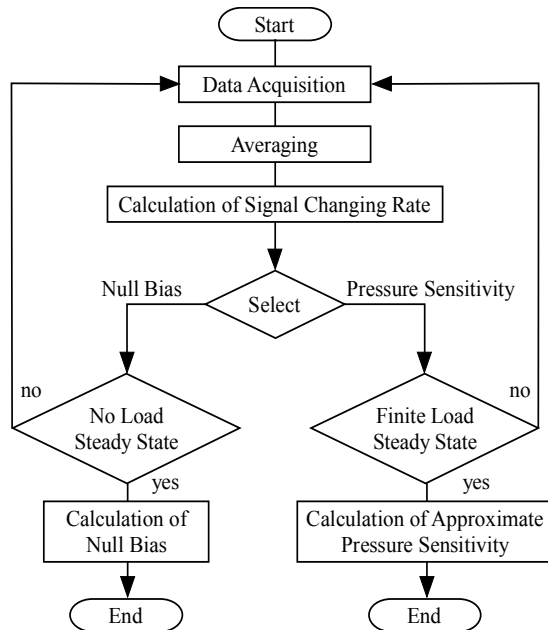 Start
Data Acquisition
Averaging
Calculation of Signal Changing Rate
Null Bias
Select
Pressure Sensitivity
no
No Load
Steady State
yes
Calculation of
Null Bias
End
no
Finite Load
Steady State
yes
Calculation of Approximate
Pressure Sensitivity
End